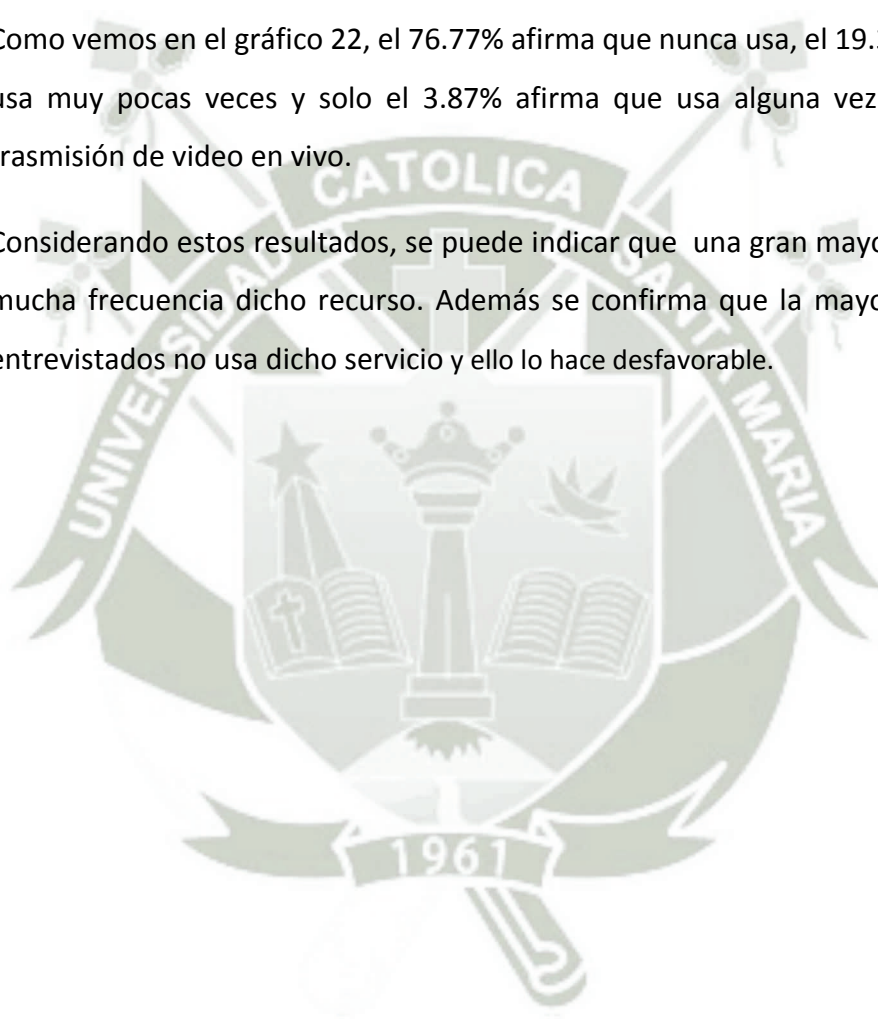 Como vemos en el gráfico 22, el 76.77% afirma que nunca usa, el 19.
usa muy pocas veces y solo el 3.87% afirma que usa alguna vez
trasmisión de video en vivo.
Considerando estos resultados, se puede indicar que una gran mayo
mucha frecuencia dicho recurso. Además se confirma que la mayo
entrevistados no usa dicho servicio y ello lo hace desfavorable.
UNIVERSIDAD CATOLICA SANTA MARIA
1961